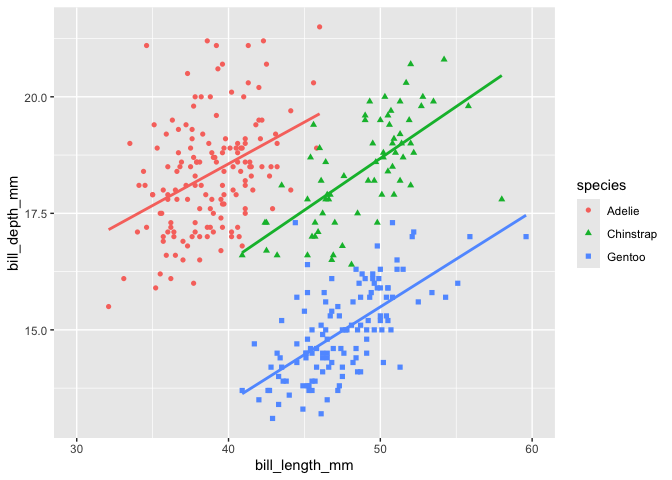 20.0
17.5
15.0
bill_depth_mm
30 40 50 60
bill_length_mm
species
Adelie
Chinstrap
Gentoo